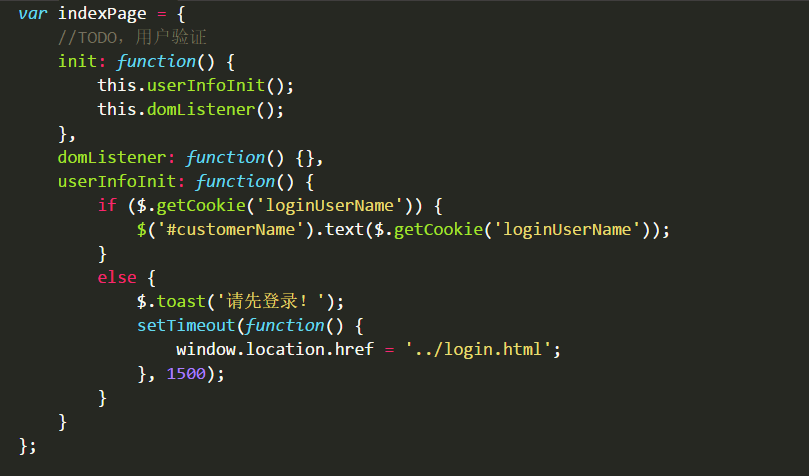 var indexPage = {
    //TODO，用户验证
    init: function() {
        this.userInfoInit();
        this.domListener();
    },
    domListener: function() {},
    userInfoInit: function() {
        if ($.getCookie('loginUserName')) {
            $('#customerName').text($.getCookie('loginUserName'));
        }
        else {
            $.toast('请先登录！');
            setTimeout(function() {
                window.location.href = '../login.html';
            }, 1500);
        }
    }
};